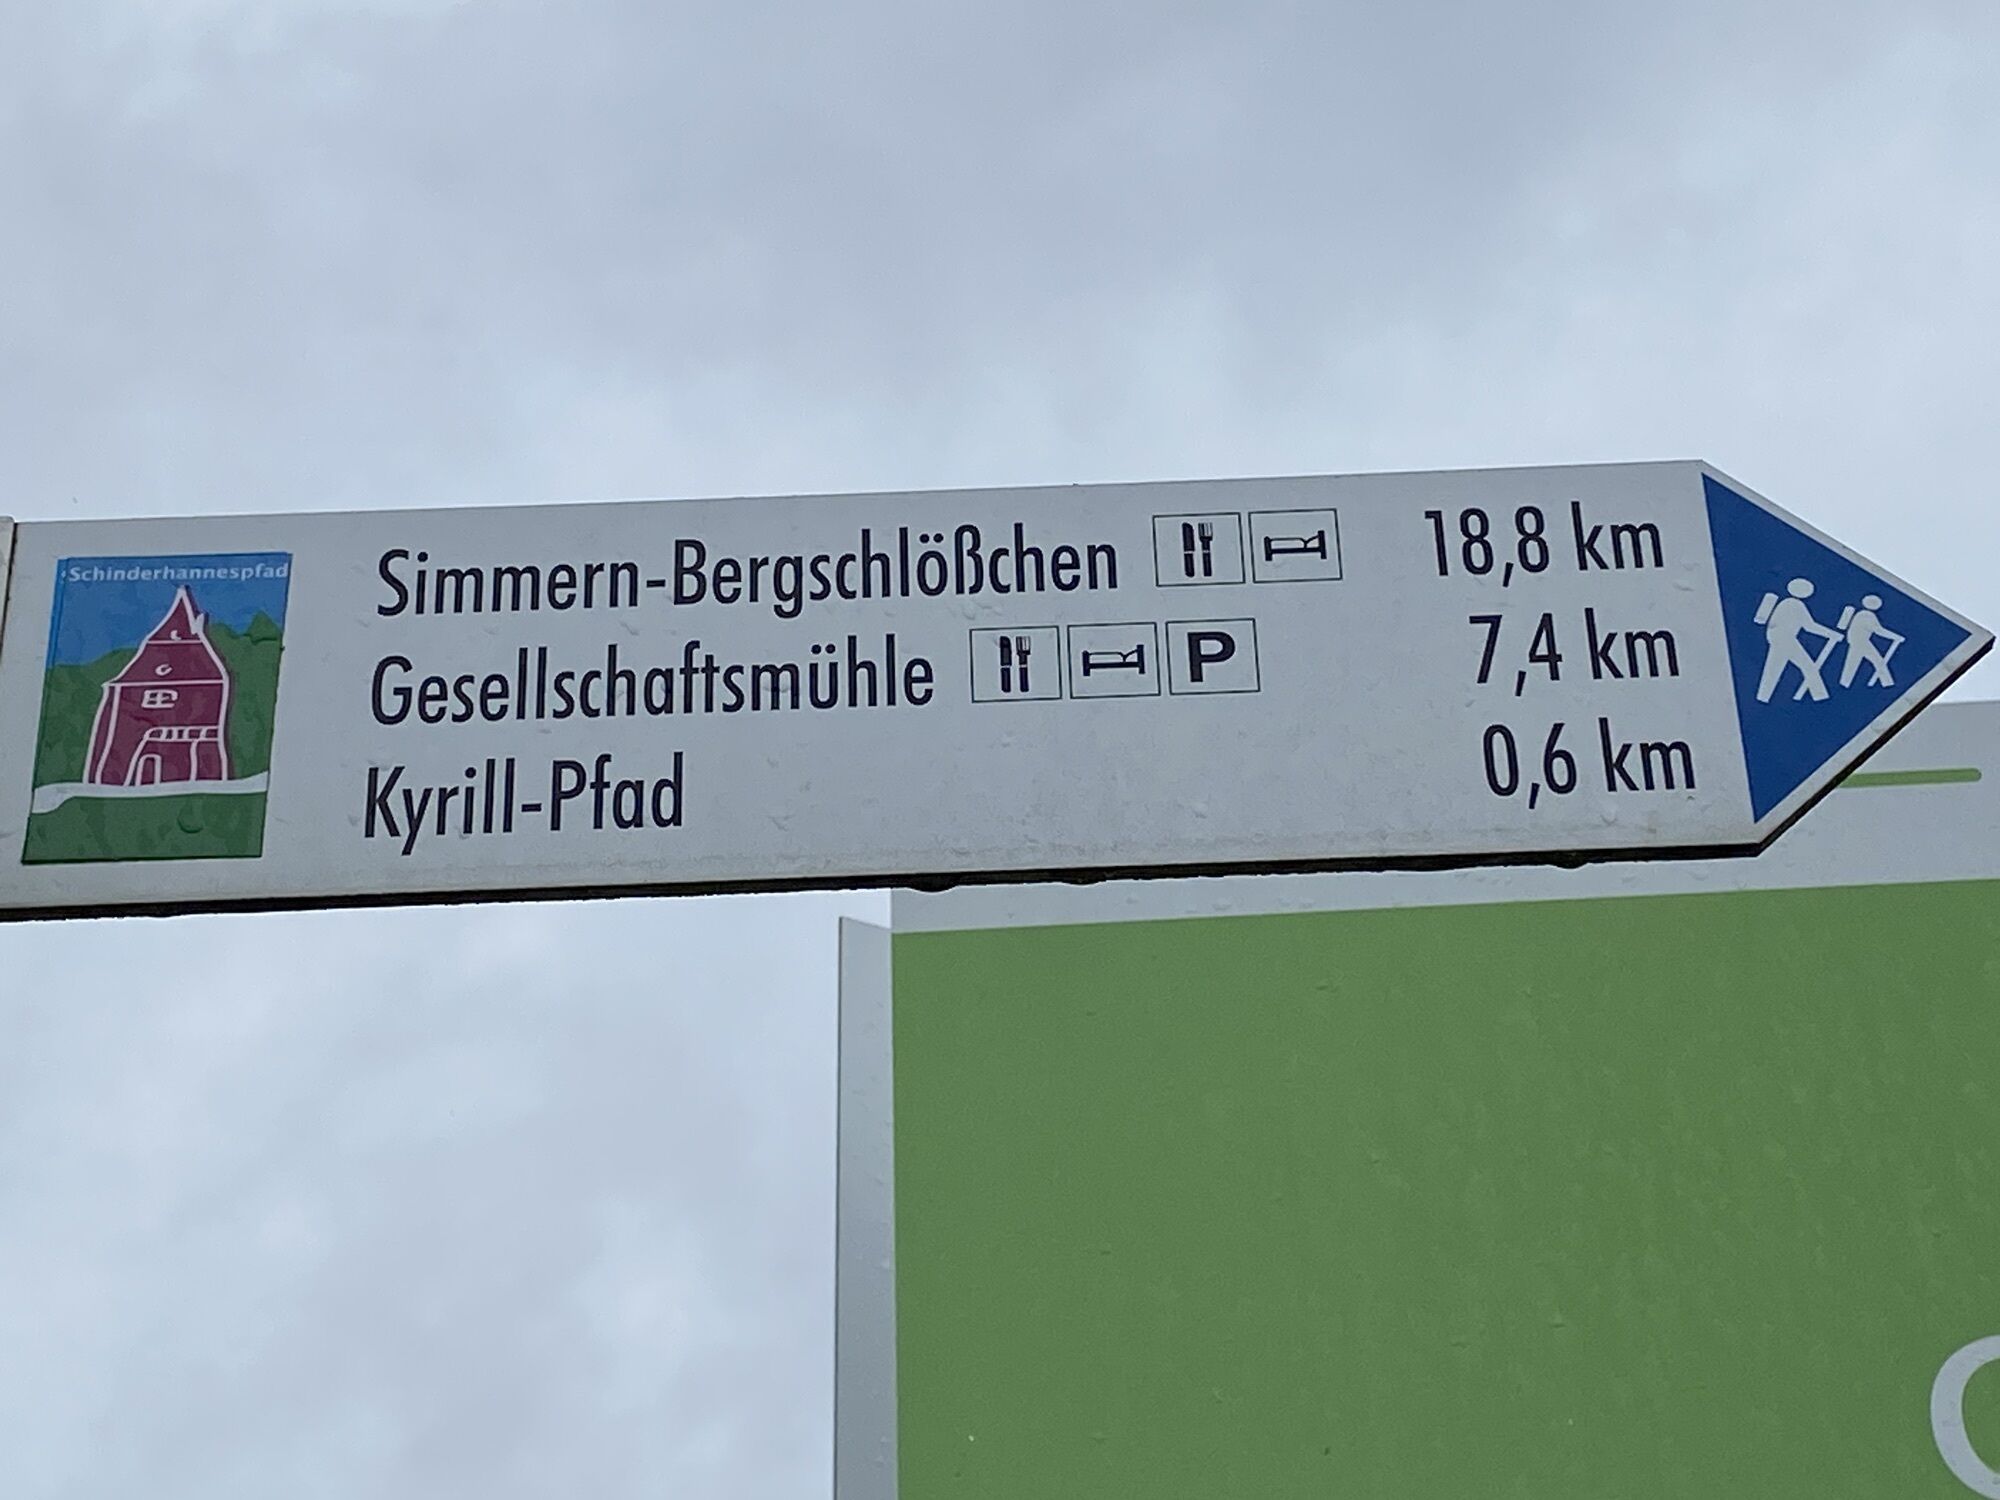 Schinderhannespfad
Simmern-Bergschlößchen 18,8 km
Gesellschaftsmühle P 7,4 km
Kyrill-Pfad 0,6 km